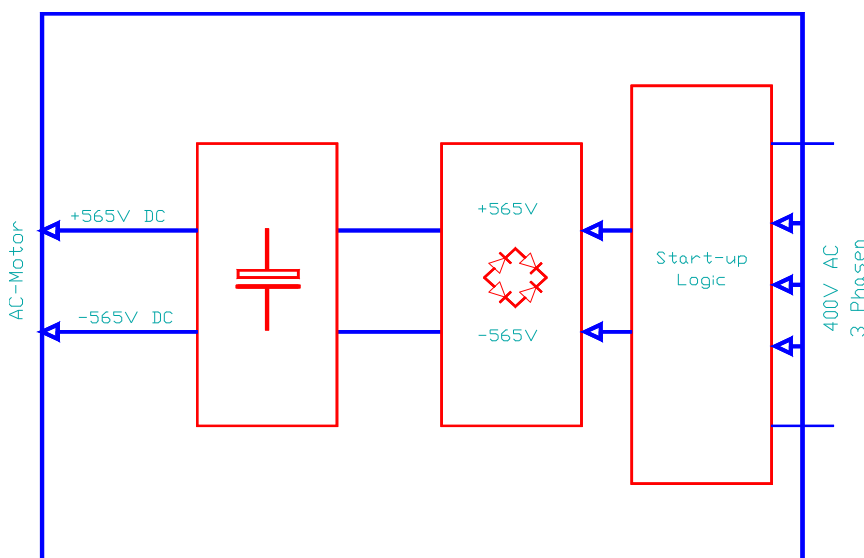 AC-Motor
+565V DC
-565V DC
+565V
-565V
Start-up
Logic
400V AC
3 Phasen